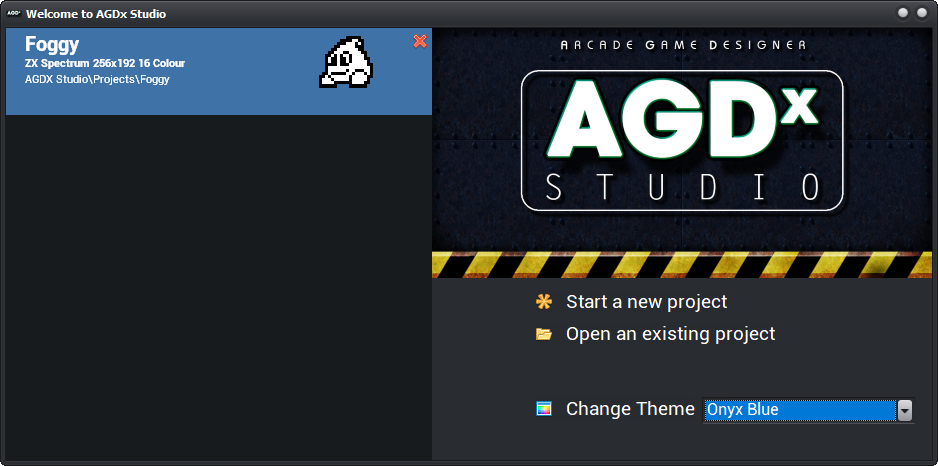 AGDx Welcome to AGDx Studio
Foggy
ZX Spectrum 256x192 16 Colour
AGDX Studio\Projects\Foggy
ARCADE GAME DESIGNER
AGDx
STUDIO
Start a new project
Open an existing project
Change Theme Onyx Blue